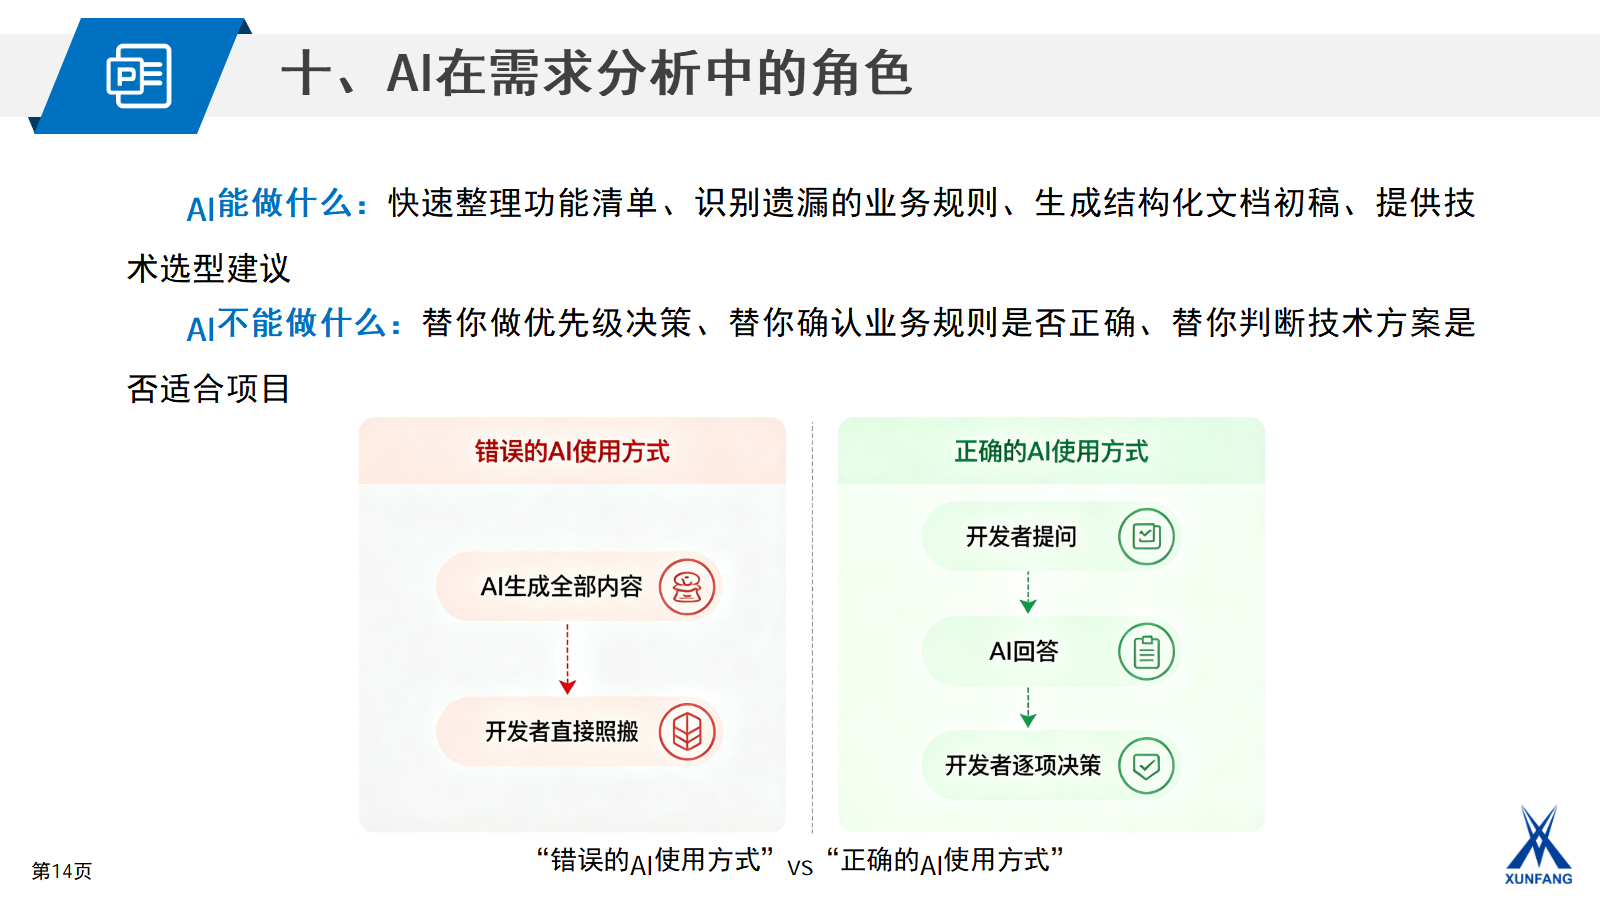 十、AI在需求分析中的角色
AI能做什么：快速整理功能清单、识别遗漏的业务规则、生成结构化文档初稿、提供技
术选型建议
AI不能做什么：替你做优先级决策、替你确认业务规则是否正确、替你判断技术方案是
否适合项目
错误的AI使用方式
AI生成全部内容
开发者直接照搬
正确的AI使用方式
开发者提问
AI回答
开发者逐项决策
“错误的AI使用方式” VS “正确的AI使用方式”
第14页
XUNFANG